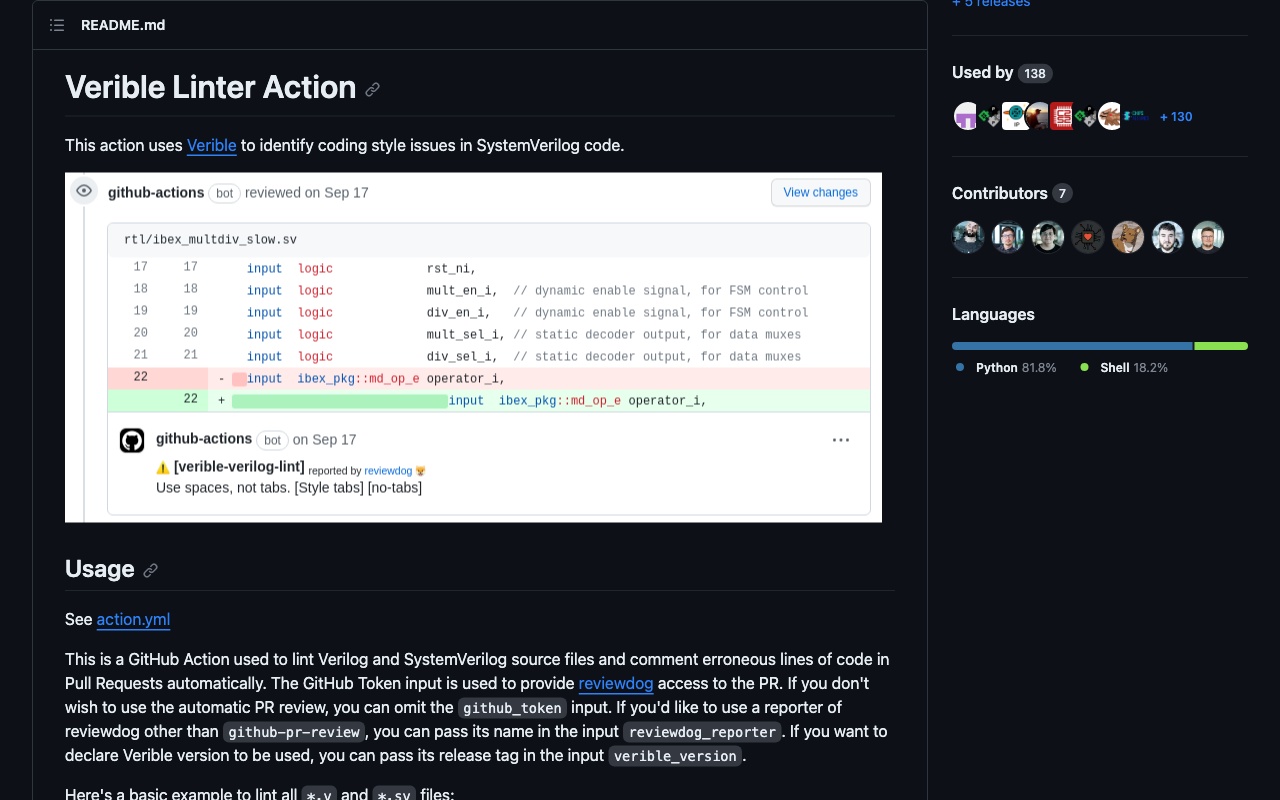 + 5 releases
README.md
Verible Linter Action
This action uses Verible to identify coding style issues in SystemVerilog code.
github-actions bot reviewed on Sep 17
View changes
rtl/ibex_multdiv_slow.sv
17 17 input logic rst_ni,
18 18 input logic mult_en_i, // dynamic enable signal, for FSM control
19 19 input logic div_en_i, // dynamic enable signal, for FSM control
20 20 input logic mult_sel_i, // static decoder output, for data muxes
21 21 input logic div_sel_i, // static decoder output, for data muxes
22 - input ibex_pkg::md_op_e operator_i,
22 + input ibex_pkg::md_op_e operator_i,
github-actions bot on Sep 17
[verible-verilog-lint] reported by reviewdog
Use spaces, not tabs. [Style tabs] [no-tabs]
Usage
See action.yml
This is a GitHub Action used to lint Verilog and SystemVerilog source files and comment erroneous lines of code in
Pull Requests automatically. The GitHub Token input is used to provide reviewdog access to the PR. If you don't
wish to use the automatic PR review, you can omit the github_token input. If you'd like to use a reporter of
reviewdog other than github-pr-review, you can pass its name in the input reviewdog_reporter. If you want to
declare Verible version to be used, you can pass its release tag in the input verible_version.
Here's a basic example to lint all *.v and *.sv files:
Used by 138
+ 130
Contributors 7
Languages
Python 81.8% Shell 18.2%